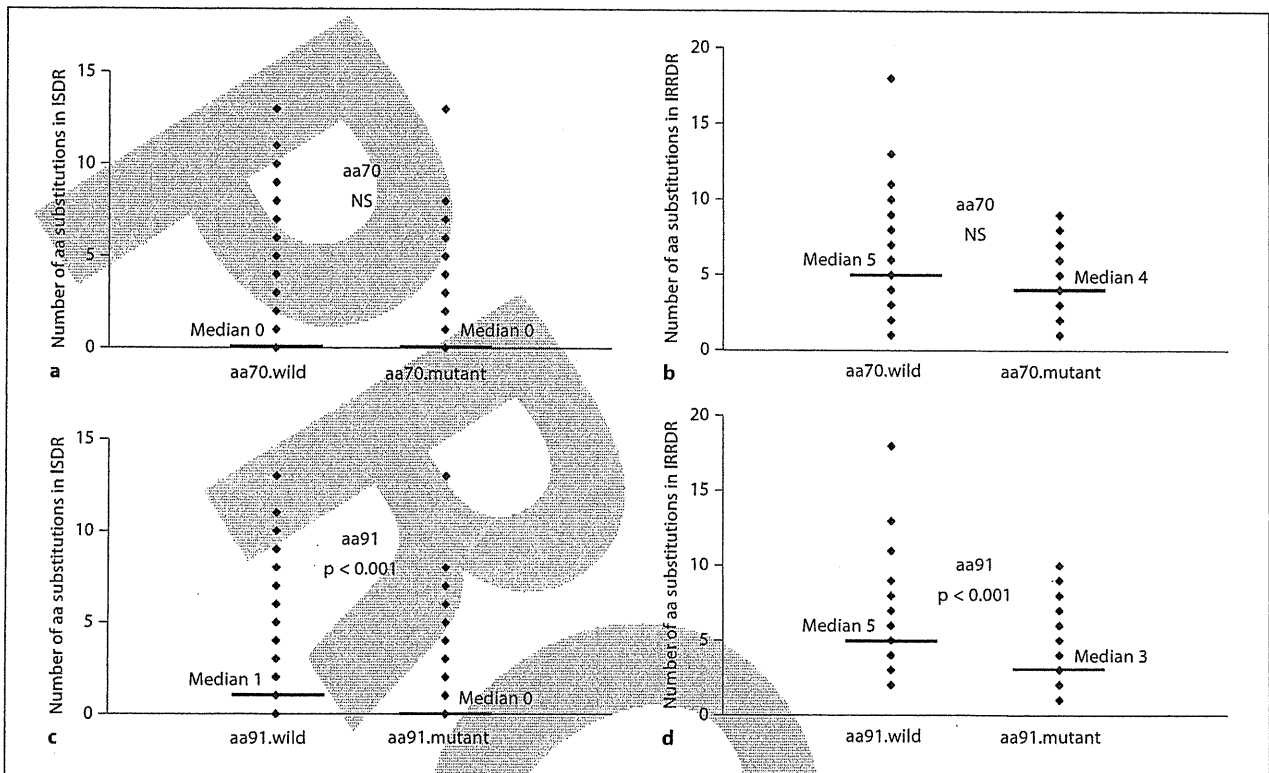 Number of aa substitutions in ISDR
15
10
5
0
aa70
NS
Median 0
Median 0
a
aa70.wild
aa70.mutant
Number of aa substitutions in IRRDR
20
15
10
5
0
aa70
NS
Median 5
Median 4
b
aa70.wild
aa70.mutant
Number of aa substitutions in ISDR
15
10
5
0
aa91
p < 0.001
Median 1
Median 0
c
aa91.wild
aa91.mutant
Number of aa substitutions in IRRDR
20
15
10
5
0
aa91
p < 0.001
Median 5
Median 3
d
aa91.wild
aa91.mutant